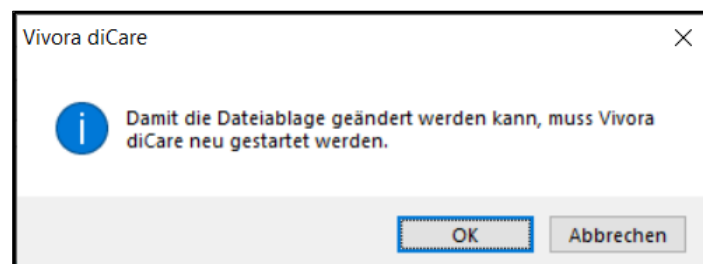 Vivora diCare
Damit die Dateiablage geändert werden kann, muss Vivora
diCare neu gestartet werden.
OK
Abbrechen